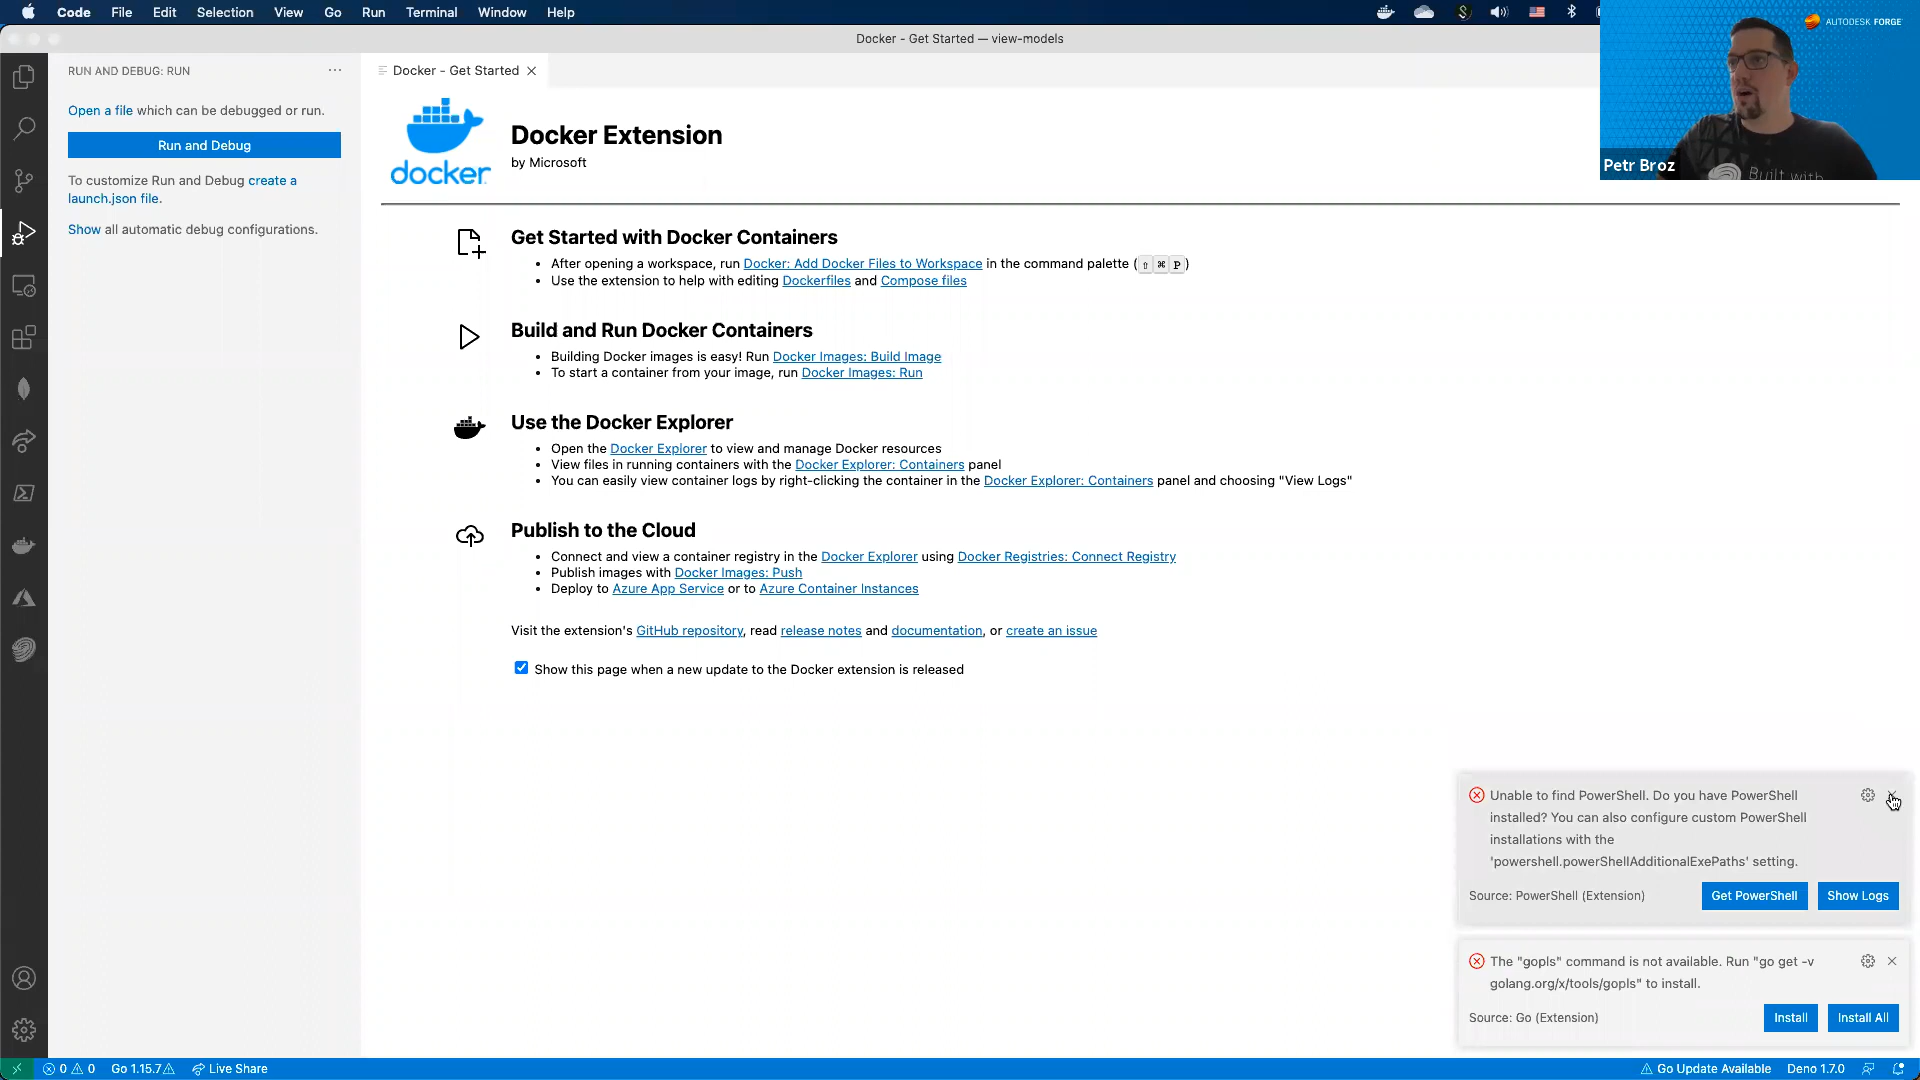 Code File Edit Selection View Go Run Terminal Window Help
Docker - Get Started — view-models
AUTODESK FORGE
Petr Broz
Built with
RUN AND DEBUG: RUN
Open a file which can be debugged or run.
Run and Debug
To customize Run and Debug create a
launch.json file.
Show all automatic debug configurations.
Docker - Get Started
docker
Docker Extension
by Microsoft
Get Started with Docker Containers
• After opening a workspace, run Docker: Add Docker Files to Workspace in the command palette (⇧ ⌘ P)
• Use the extension to help with editing Dockerfiles and Compose files
Build and Run Docker Containers
• Building Docker images is easy! Run Docker Images: Build Image
• To start a container from your image, run Docker Images: Run
Use the Docker Explorer
• Open the Docker Explorer to view and manage Docker resources
• View files in running containers with the Docker Explorer: Containers panel
• You can easily view container logs by right-clicking the container in the Docker Explorer: Containers panel and choosing "View Logs"
Publish to the Cloud
• Connect and view a container registry in the Docker Explorer using Docker Registries: Connect Registry
• Publish images with Docker Images: Push
• Deploy to Azure App Service or to Azure Container Instances
Visit the extension's GitHub repository, read release notes and documentation, or create an issue
Show this page when a new update to the Docker extension is released
Unable to find PowerShell. Do you have PowerShell
installed? You can also configure custom PowerShell
installations with the
'powershell.powerShellAdditionalExePaths' setting.
Source: PowerShell (Extension) Get PowerShell Show Logs
The "gopls" command is not available. Run "go get -v
golang.org/x/tools/gopls" to install.
Source: Go (Extension) Install Install All
0 0 Go 1.15.7 Live Share Go Update Available Deno 1.7.0